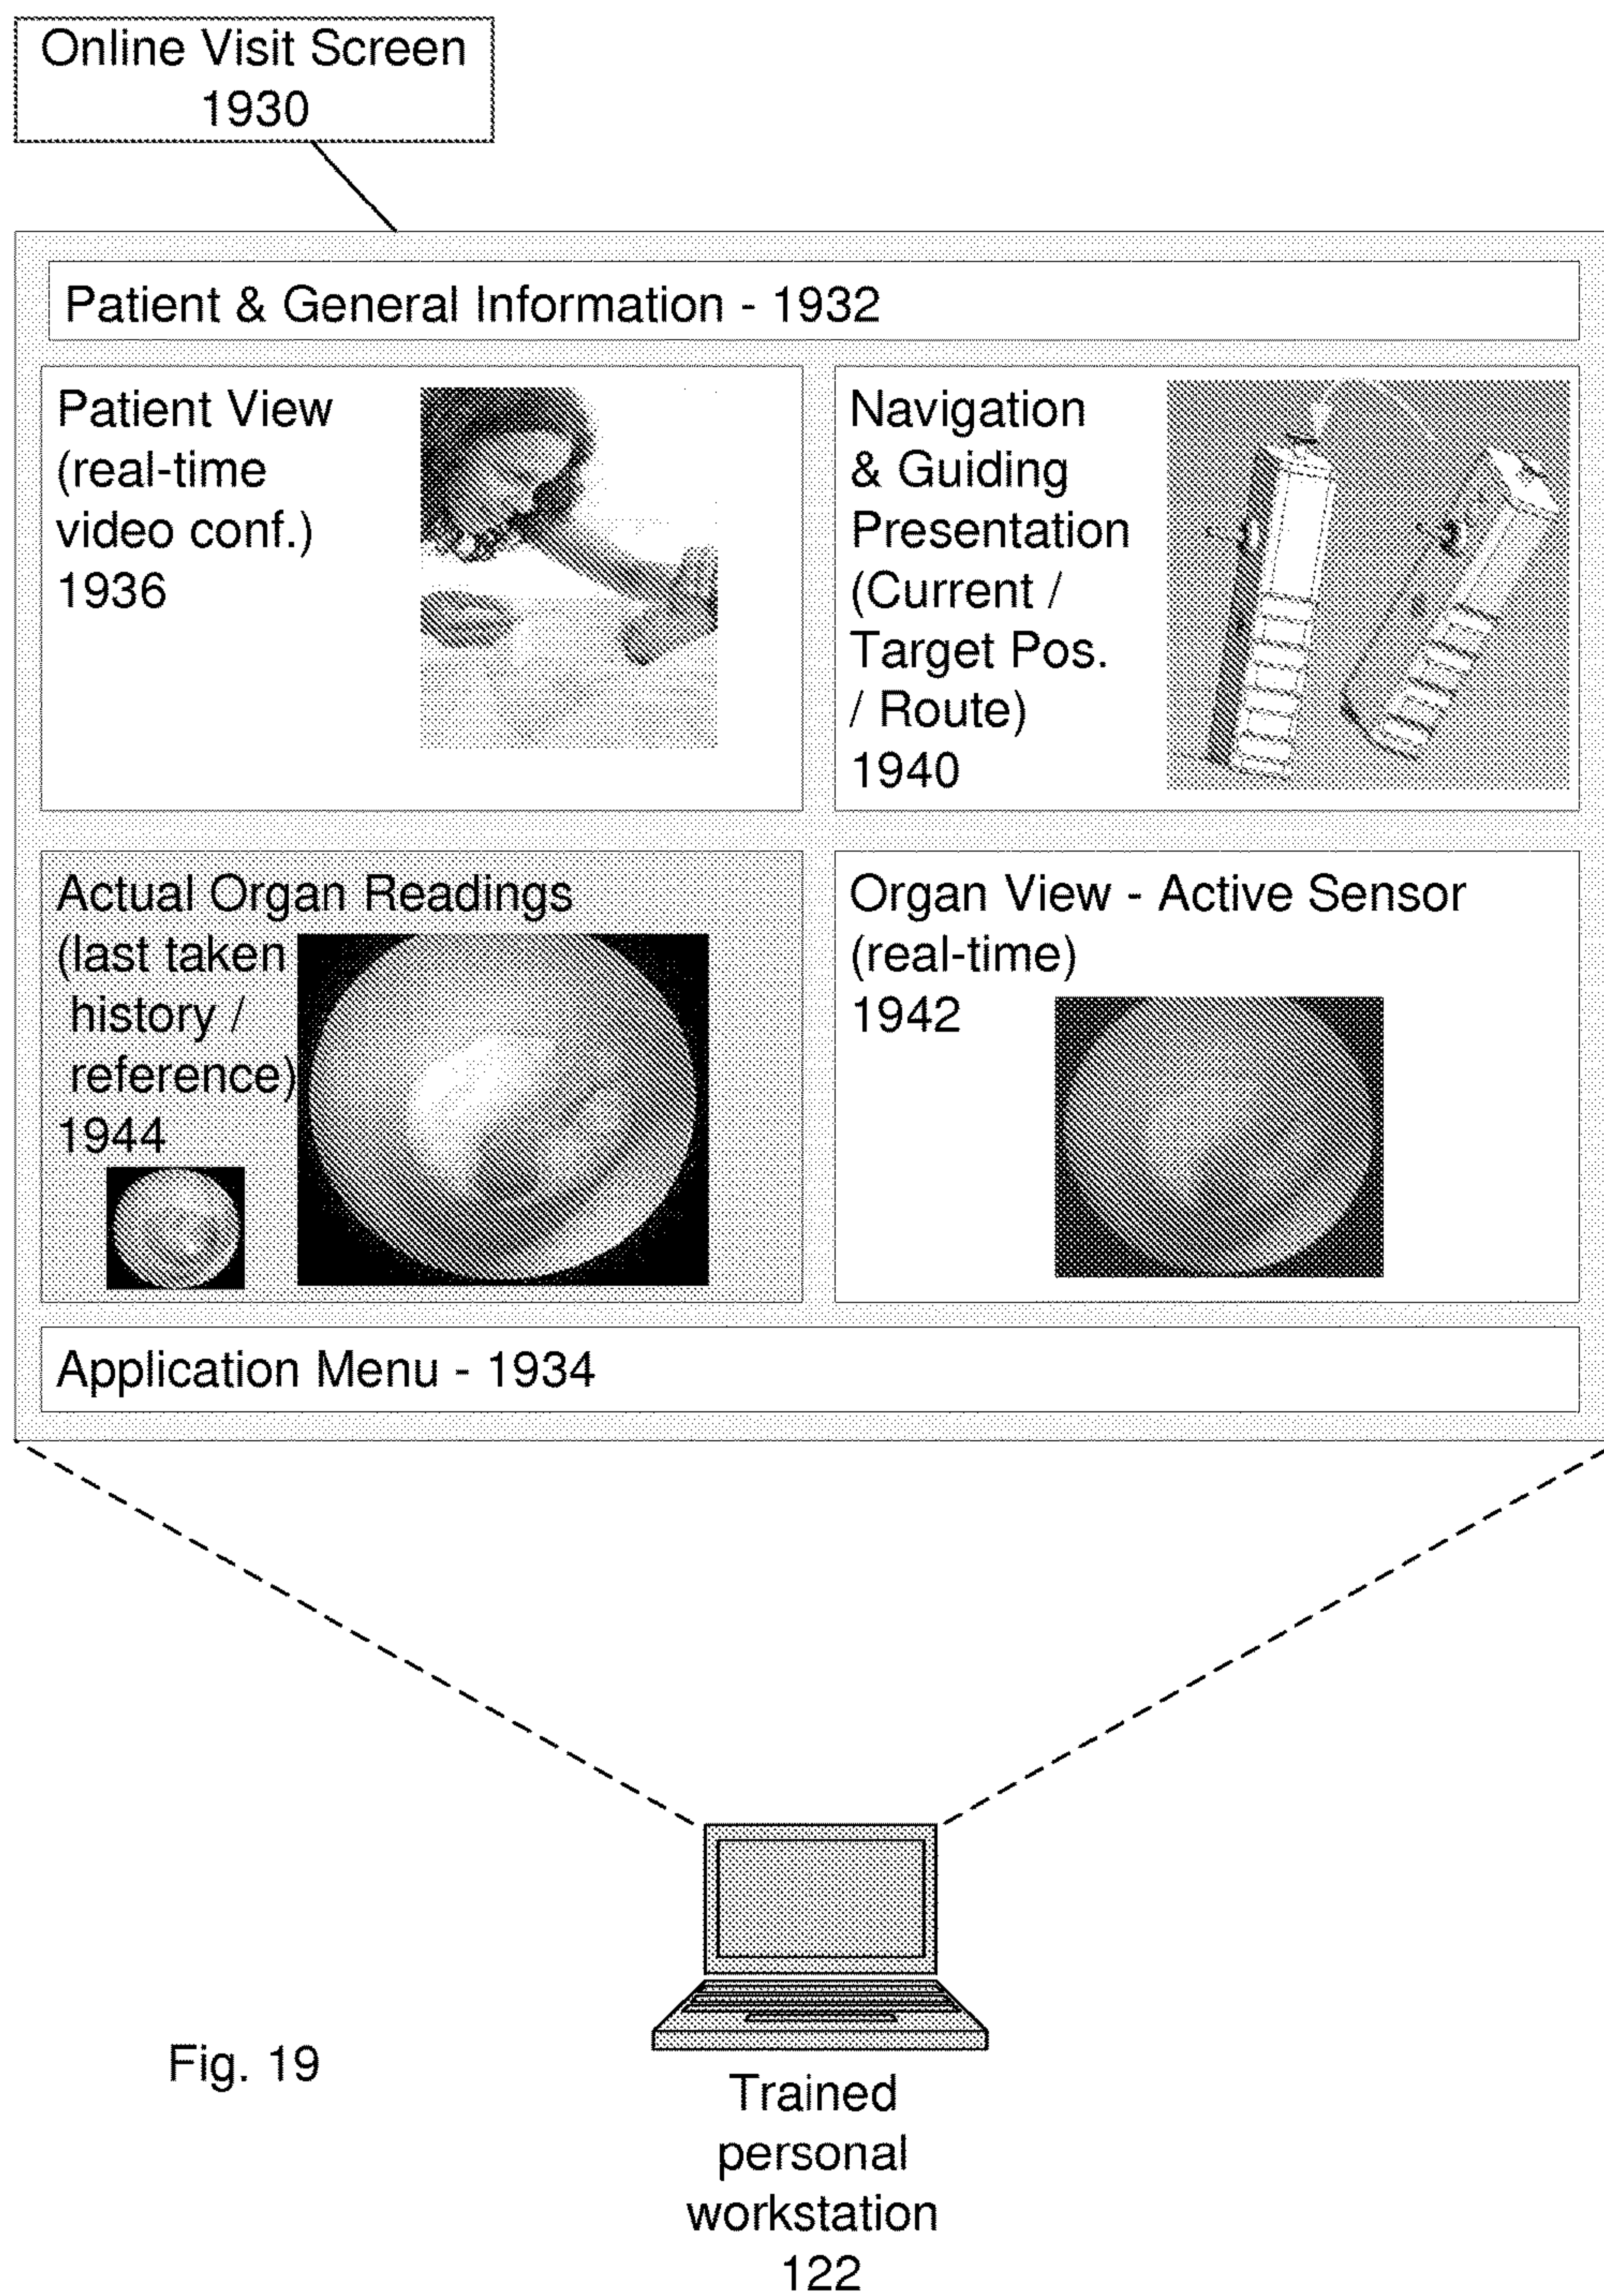 Online Visit Screen
1930
Patient & General Information - 1932
Patient View
(real-time
video conf.)
1936
Navigation
& Guiding
Presentation
(Current /
Target Pos.
/ Route)
1940
Actual Organ Readings
(last taken
history /
reference)
1944
Organ View - Active Sensor
(real-time)
1942
Application Menu - 1934
Fig. 19
Trained
personal
workstation
122